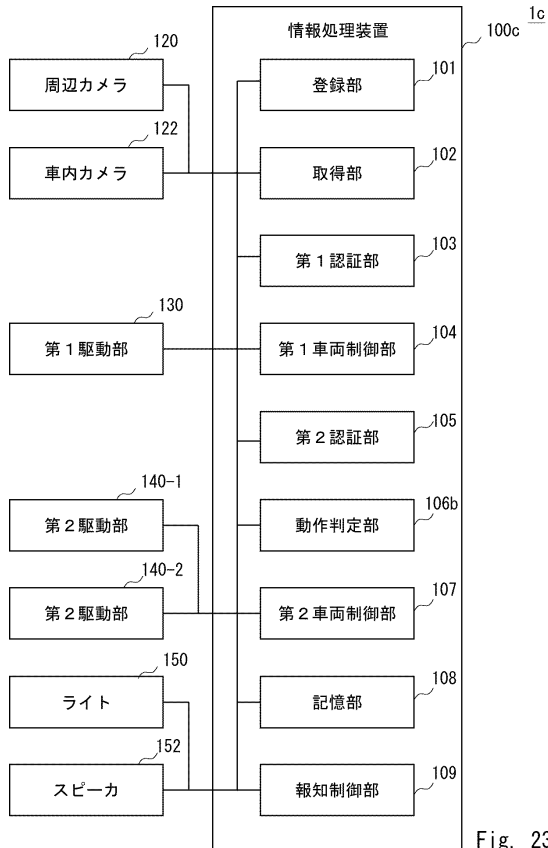 1c
情報処理装置
100c
120
周辺カメラ
101
登録部
122
車内カメラ
102
取得部
103
第1認証部
130
第1駆動部
104
第1車両制御部
105
第2認証部
140-1
第2駆動部
106b
動作判定部
140-2
第2駆動部
107
第2車両制御部
150
ライト
108
記憶部
152
スピーカ
109
報知制御部
Fig. 23